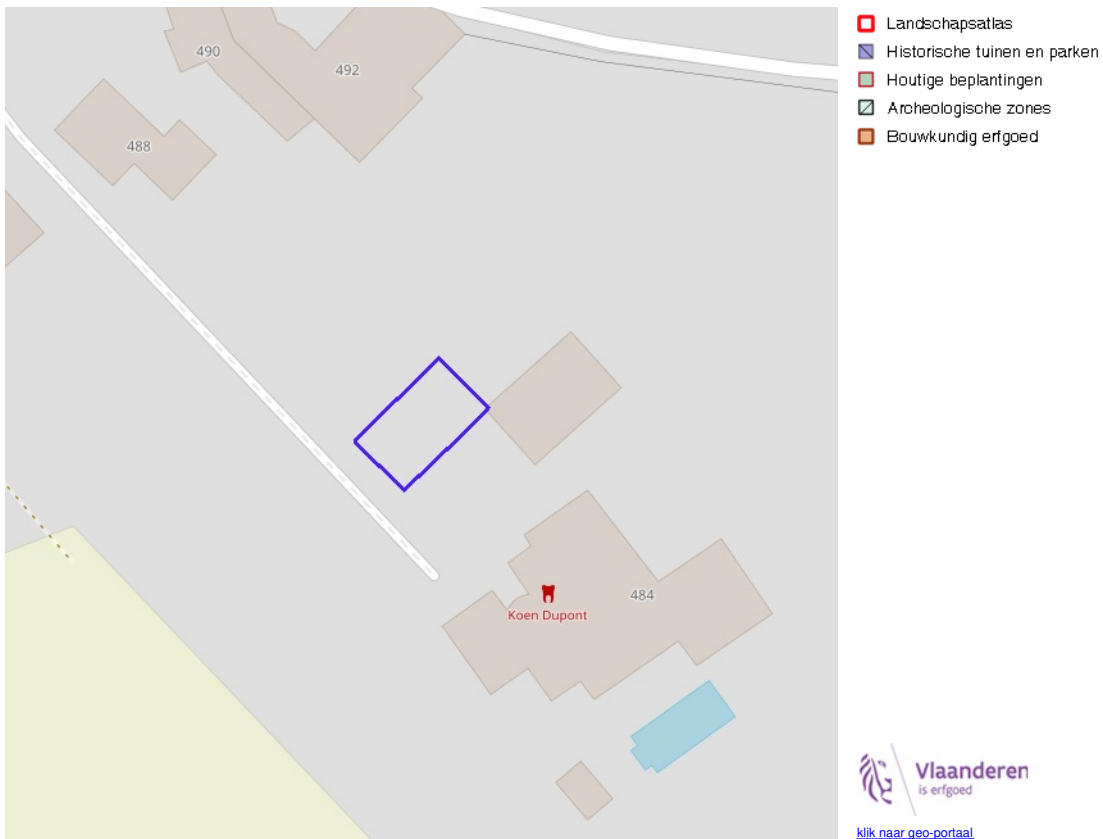 490
492
488
484
Koen Dupont
Landschapsatlas
Historische tuinen en parken
Houtige beplantingen
Archeologische zones
Bouwkundig erfgoed
Vlaanderen
is erfgoed
klik naar geo-portaal